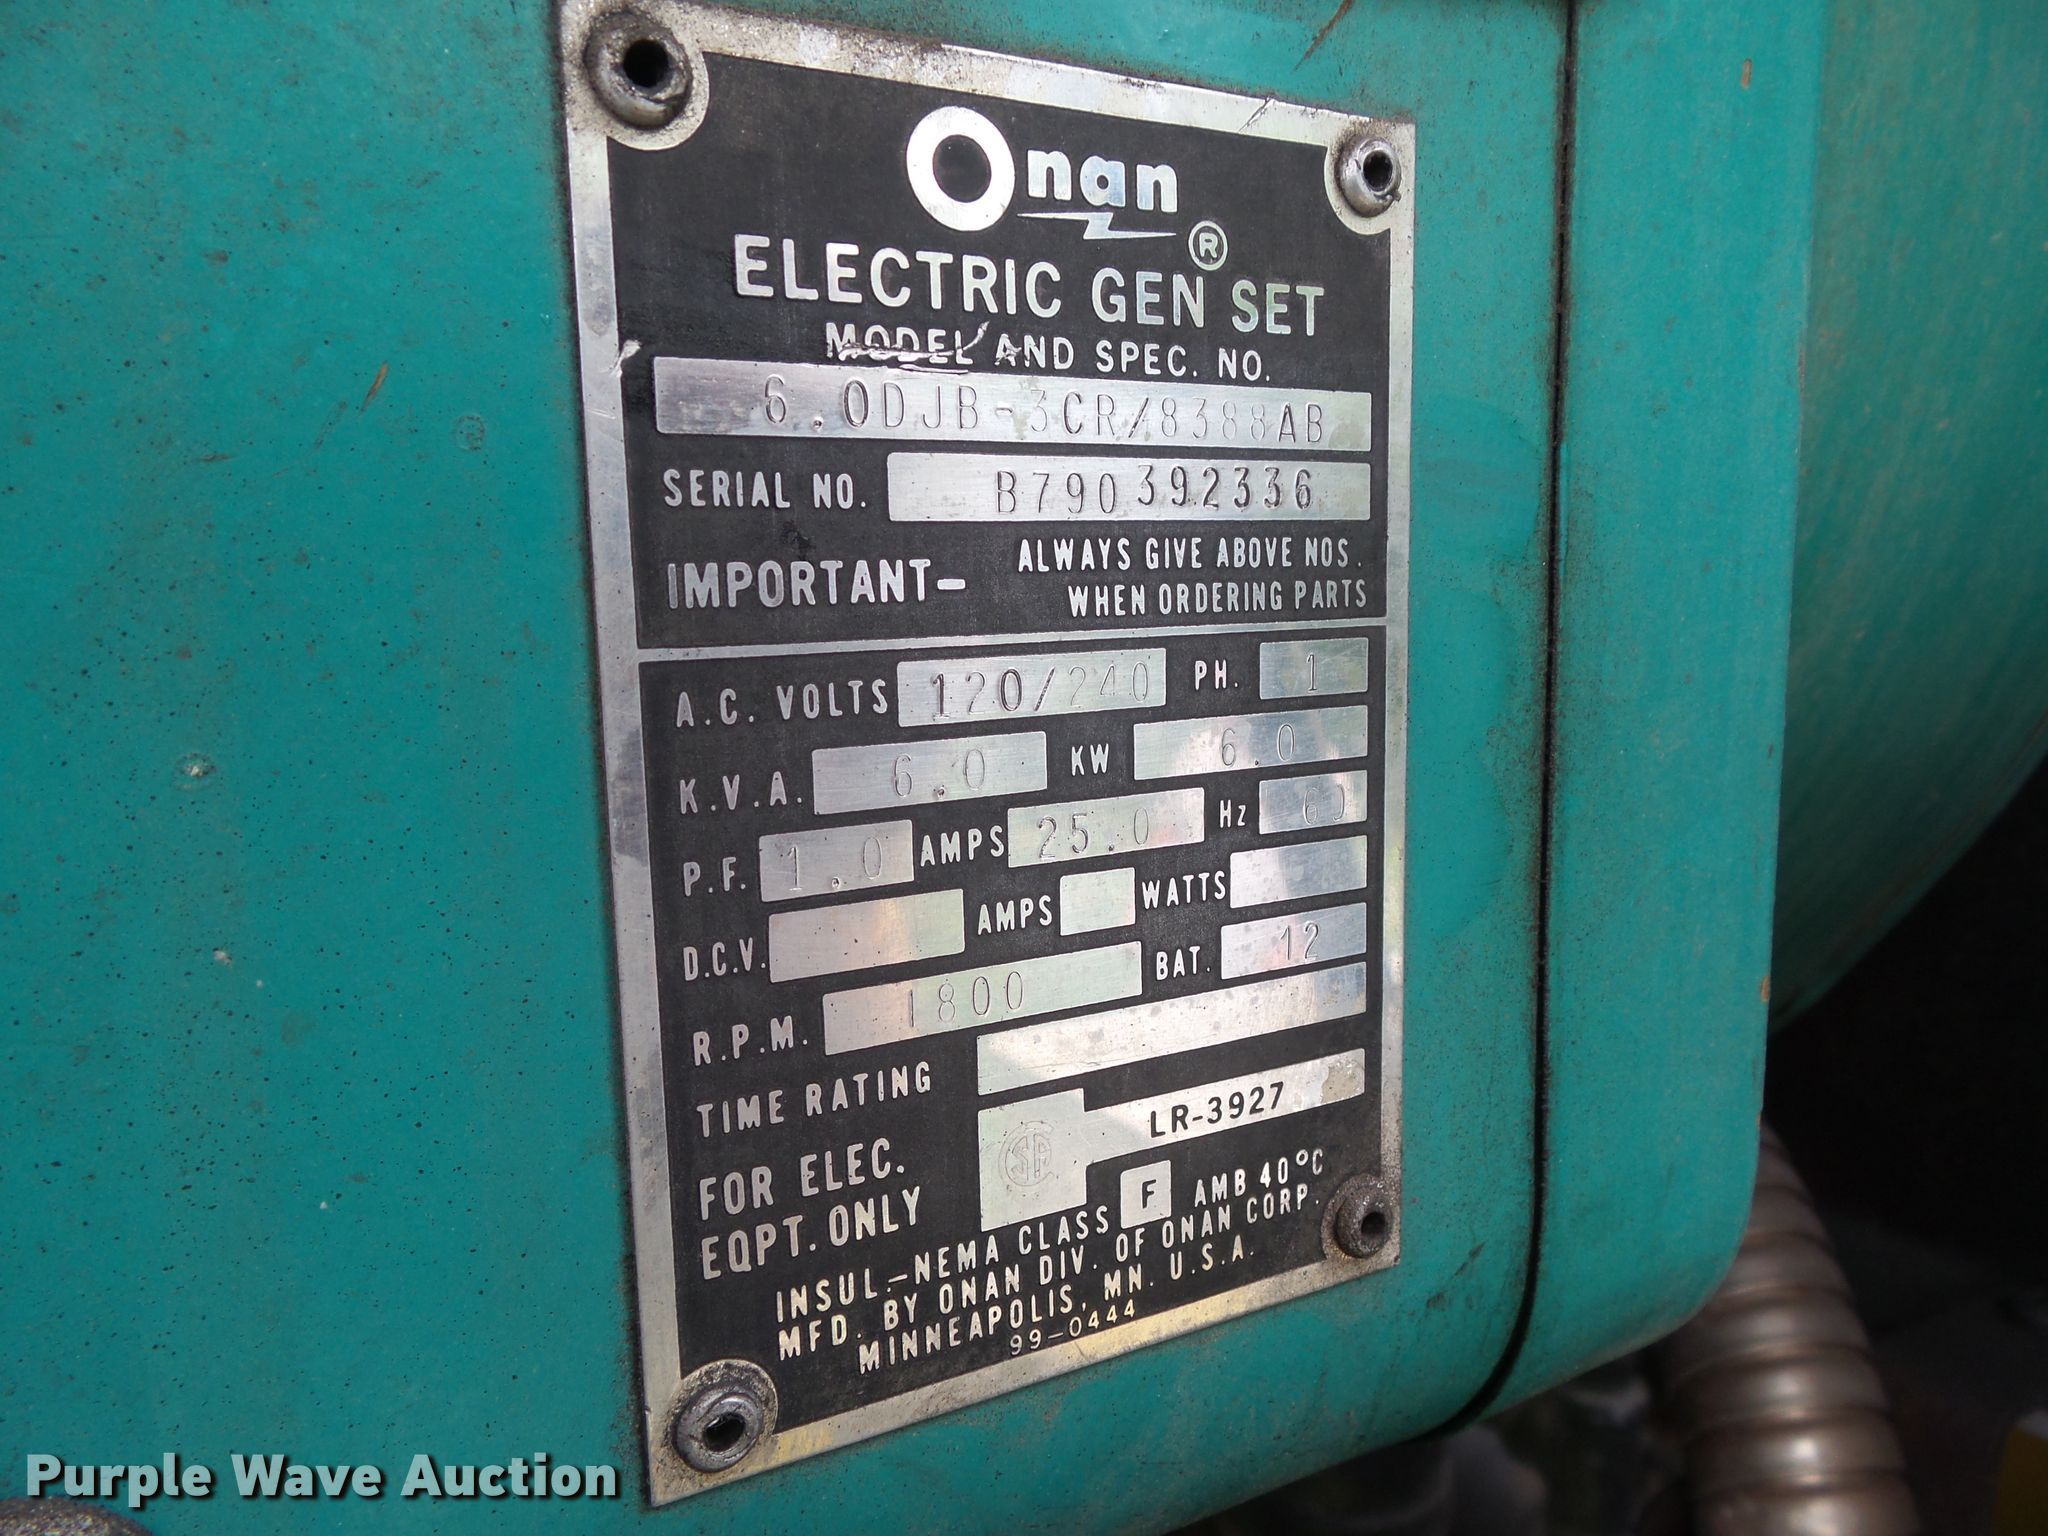 Onan ®
ELECTRIC GEN SET
MODEL AND SPEC. NO.
6.0DJB-3CR/8388AB
SERIAL NO. B790392336
IMPORTANT- ALWAYS GIVE ABOVE NOS.
WHEN ORDERING PARTS
A.C. VOLTS 120/240 PH. 1
K.V.A. 6.0 KW 6.0
P.F. 1.0 AMPS 25.0 Hz 60
D.C.V. AMPS WATTS
R.P.M. 1800 BAT. 12
TIME RATING
FOR ELEC. LR-3927
EQPT. ONLY
INSUL.-NEMA CLASS F AMB 40°C
MFD. BY ONAN DIV. OF ONAN CORP.
MINNEAPOLIS, MN. U.S.A.
99-0444
Purple Wave Auction